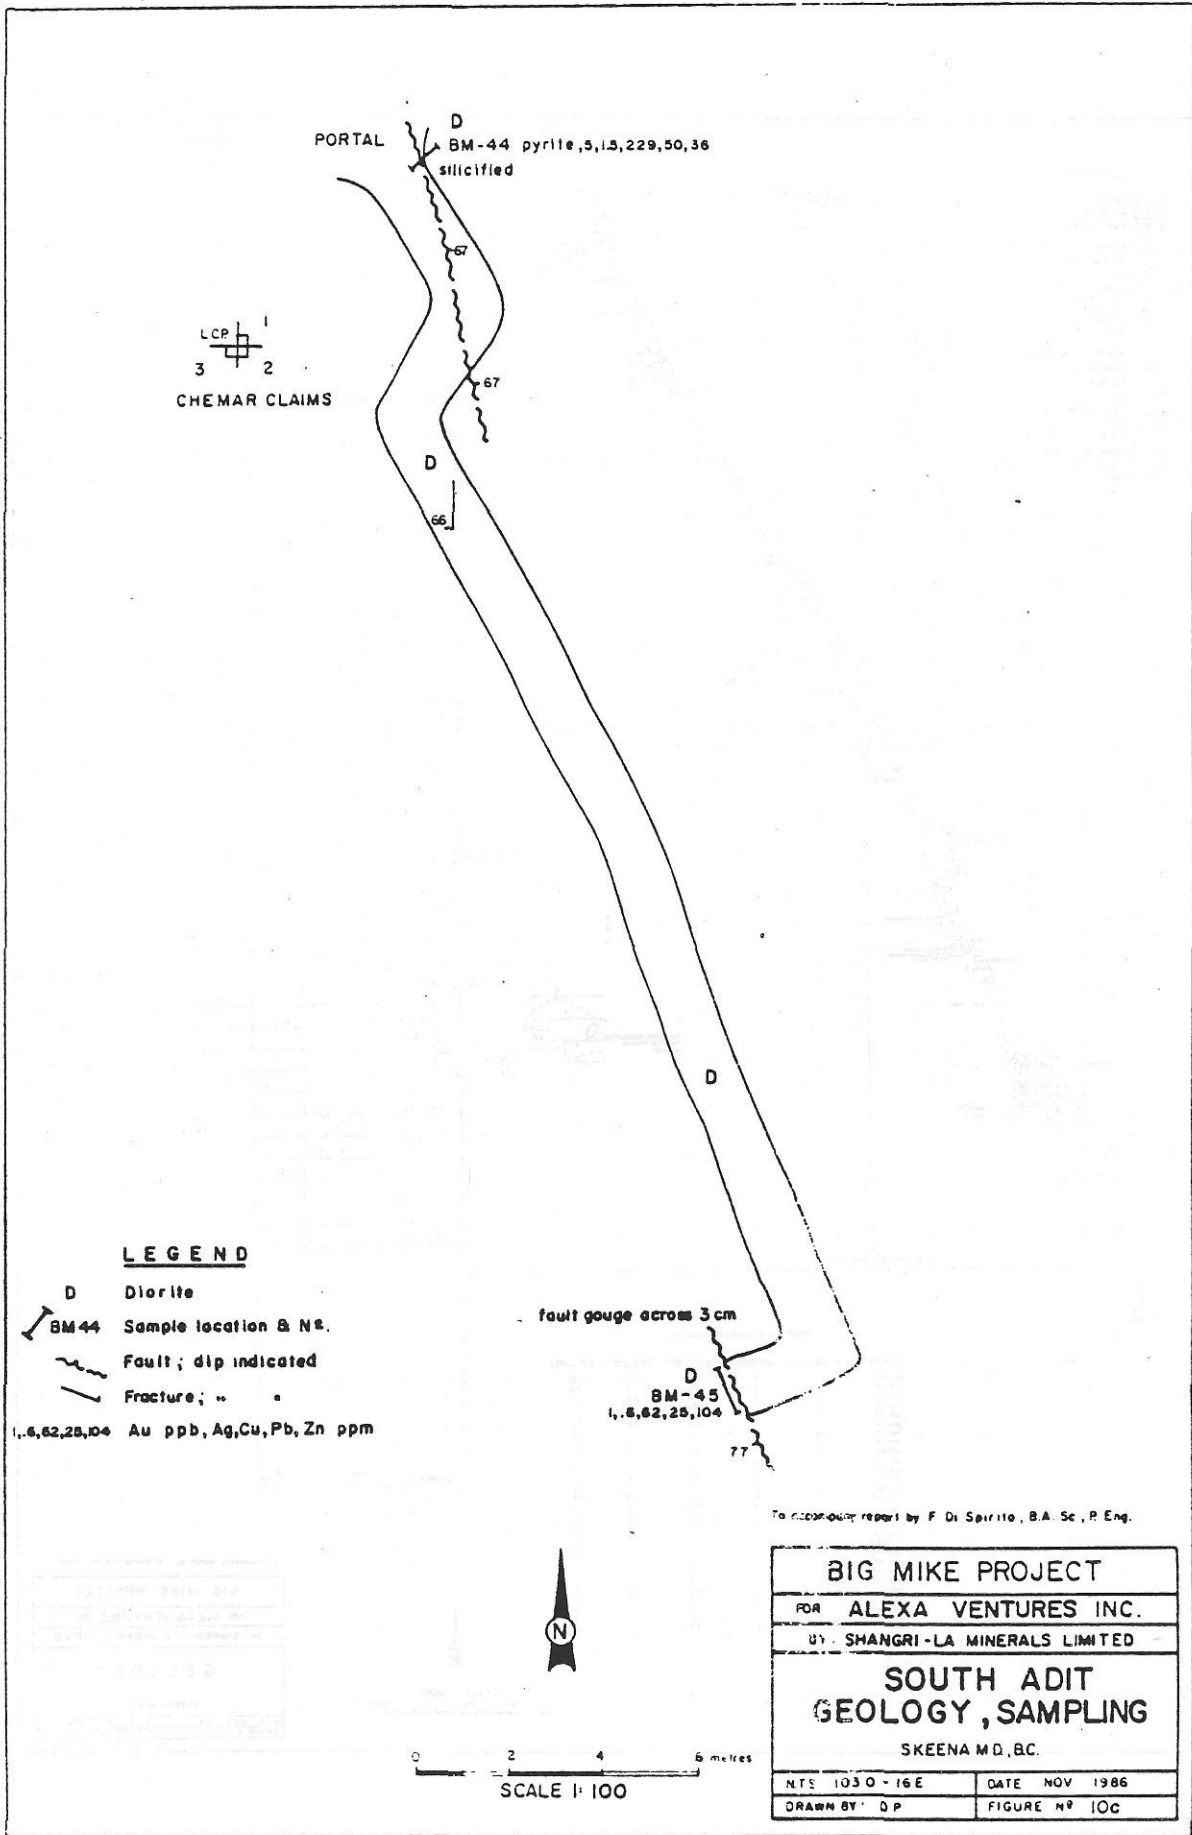 PORTAL
D
BM-44 pyrite,5,1.5,229,50,36
silicified
67
LCP
1
3
2
CHEMAR CLAIMS
67
D
66
D
LEGEND
D Diorite
BM44 Sample location & Nº.
Fault; dip indicated
Fracture; " "
1,.6,62,25,104 Au ppb, Ag,Cu, Pb, Zn ppm
fault gouge across 3cm
D
BM-45
1,.6,62,25,104
77
To accompany report by F Di Spirito, B.A. Sc, P. Eng.
BIG MIKE PROJECT
FOR ALEXA VENTURES INC.
BY: SHANGRI-LA MINERALS LIMITED
SOUTH ADIT
GEOLOGY, SAMPLING
SKEENA M.D., B.C.
N.T.S 103 O - 16 E
DATE NOV 1986
DRAWN BY: D P
FIGURE Nº 10C
N
0 2 4 6 metres
SCALE 1:100